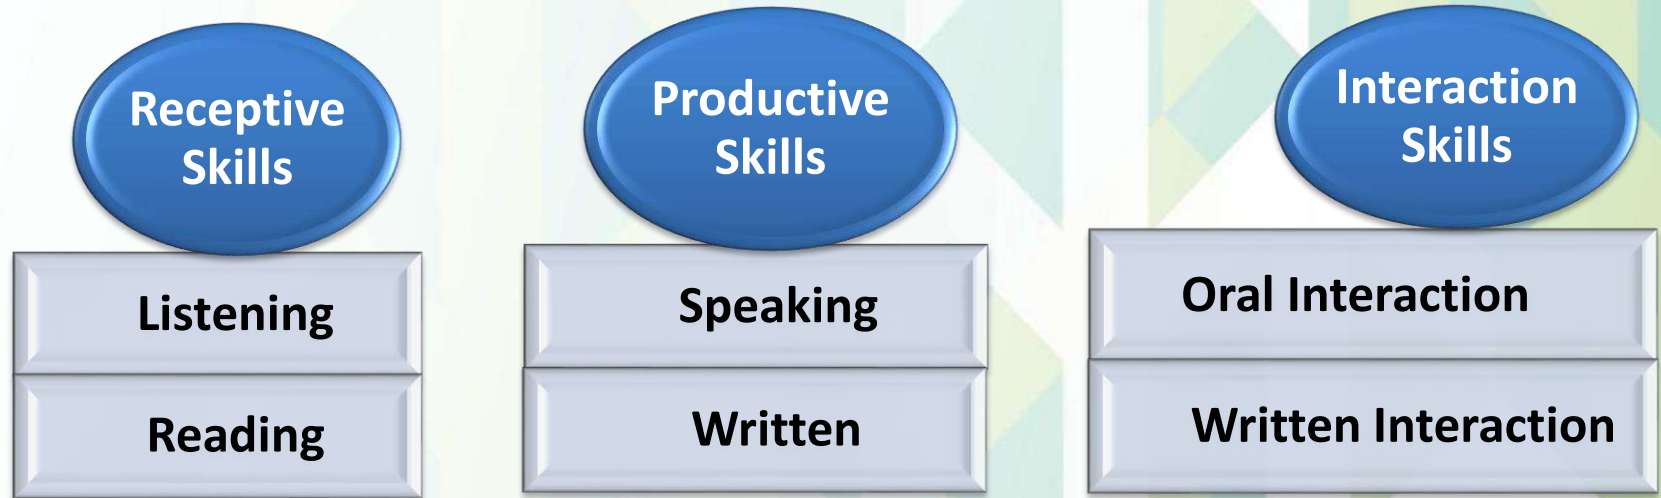 Receptive
Skills
Listening
Reading
Productive
Skills
Speaking
Written
Interaction
Skills
Oral Interaction
Written Interaction